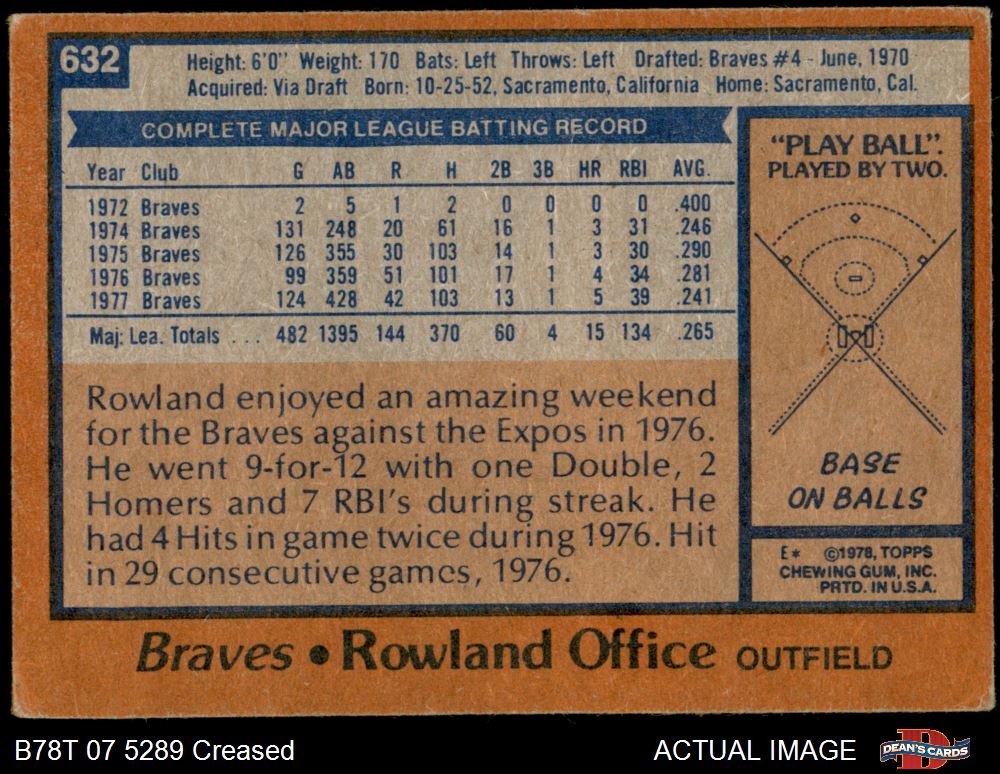 632
Height: 6'0" Weight: 170 Bats: Left Throws: Left Drafted: Braves #4 - June, 1970
Acquired: Via Draft Born: 10-25-52, Sacramento, California Home: Sacramento, Cal.
COMPLETE MAJOR LEAGUE BATTING RECORD
Year Club G AB R H 2B 3B HR RBI AVG.
1972 Braves 2 5 1 2 0 0 0 0 .400
1974 Braves 131 248 20 61 16 1 3 31 .246
1975 Braves 126 355 30 103 14 1 3 30 .290
1976 Braves 99 359 51 101 17 1 4 34 .281
1977 Braves 124 428 42 103 13 1 5 39 .241
Maj. Lea. Totals . . . 482 1395 144 370 60 4 15 134 .265
Rowland enjoyed an amazing weekend
for the Braves against the Expos in 1976.
He went 9-for-12 with one Double, 2
Homers and 7 RBI's during streak. He
had 4 Hits in game twice during 1976. Hit
in 29 consecutive games, 1976.
"PLAY BALL".
PLAYED BY TWO.
BASE
ON BALLS
E* ©1978, TOPPS
CHEWING GUM, INC.
PRTD. IN U.S.A.
Braves • Rowland Office OUTFIELD
B78T 07 5289 Creased
ACTUAL IMAGE
DEAN'S CARDS